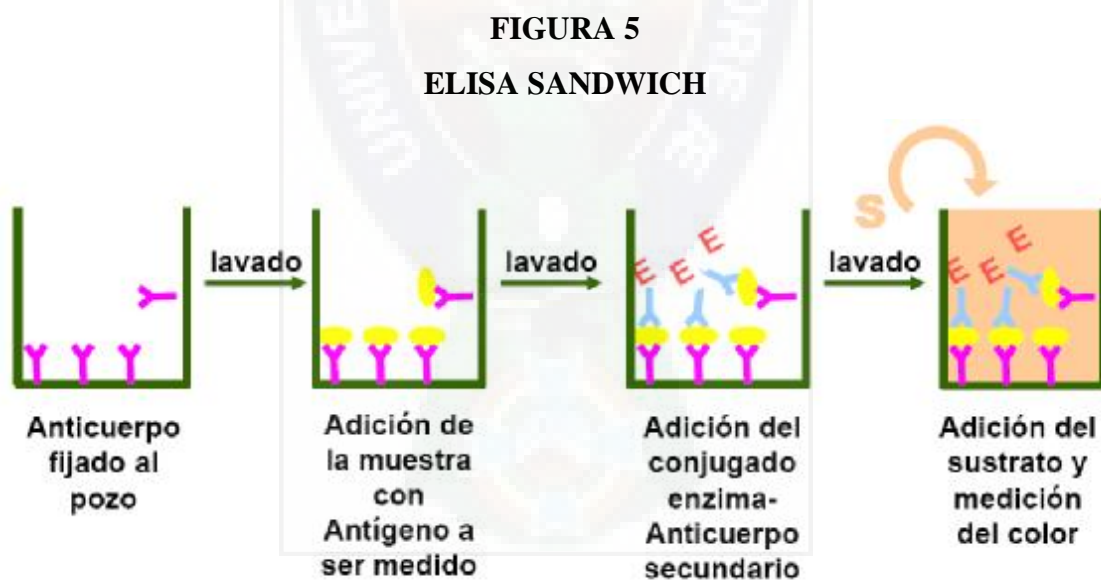 FIGURA 5
ELISA SANDWICH
S
lavado
lavado
lavado
E
E
E
E
E
E
Anticuerpo
fijado al
pozo
Adición de
la muestra
con
Antígeno a
ser medido
Adición del
conjugado
enzima-
Anticuerpo
secundario
Adición del
sustrato y
medición
del color
UNIVE